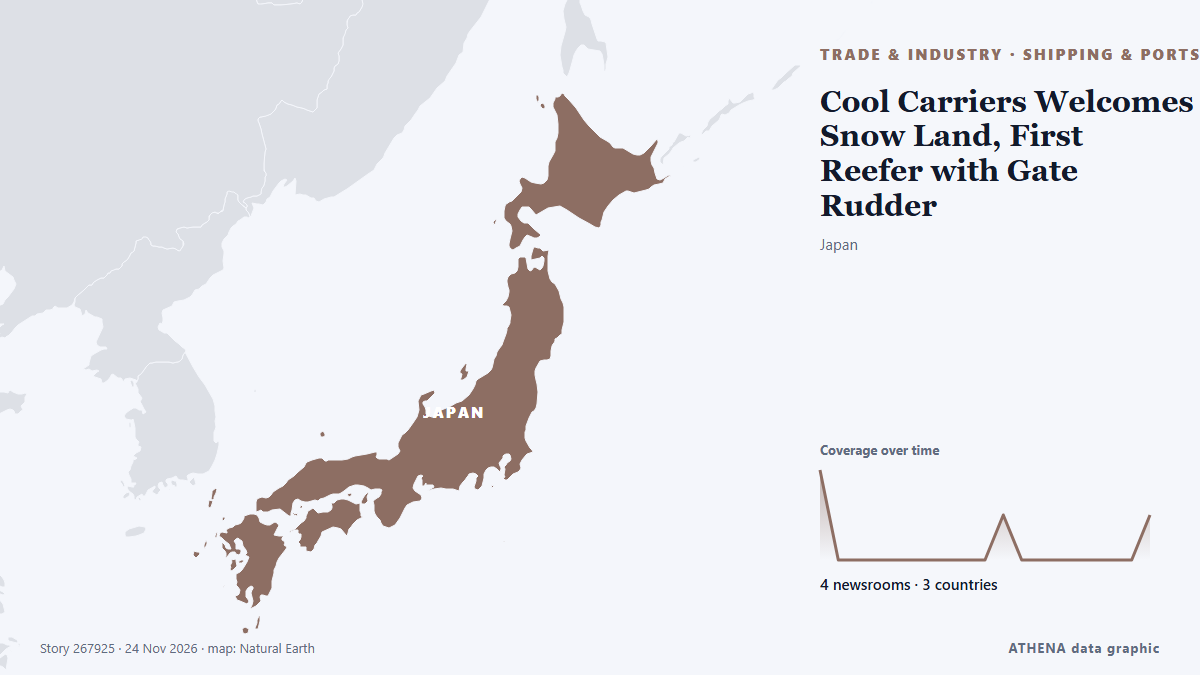 TRADE & INDUSTRY · SHIPPING & PORTS
Cool Carriers Welcomes
Snow Land, First
Reefer with Gate
Rudder
Japan
JAPAN
Coverage over time
4 newsrooms · 3 countries
Story 267925 · 24 Nov 2026 · map: Natural Earth
ATHENA data graphic